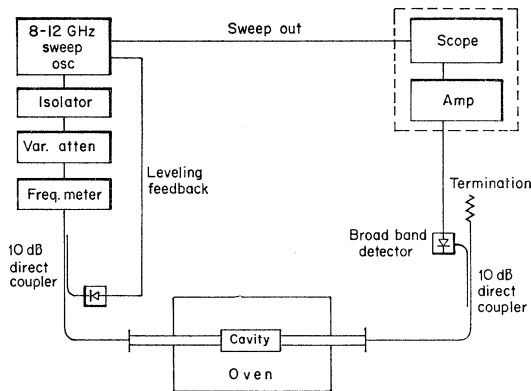 8-12 GHz
sweep
osc
Sweep out
Scope
Isolator
Amp
Var. atten
Leveling
feedback
Freq. meter
Termination
Broad band
detector
10 dB
direct
coupler
10 dB
direct
coupler
Cavity
Oven